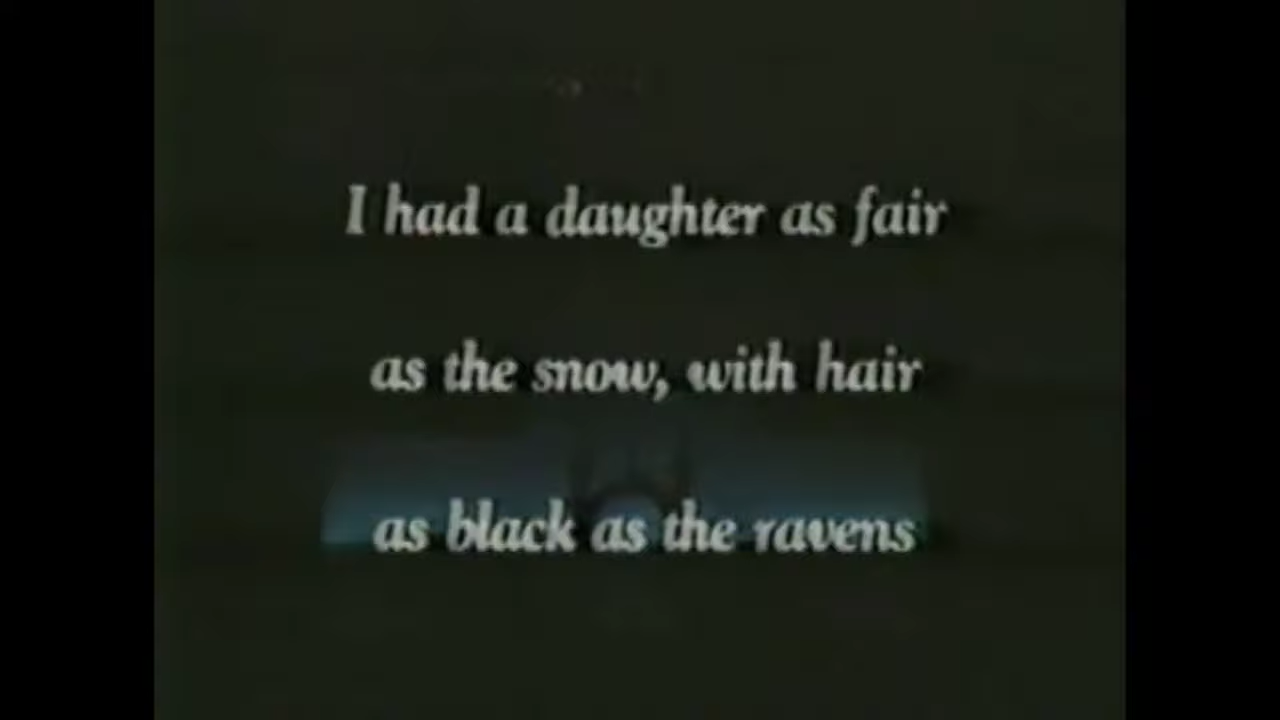 I had a daughter as fair
as the snow, with hair
as black as the ravens